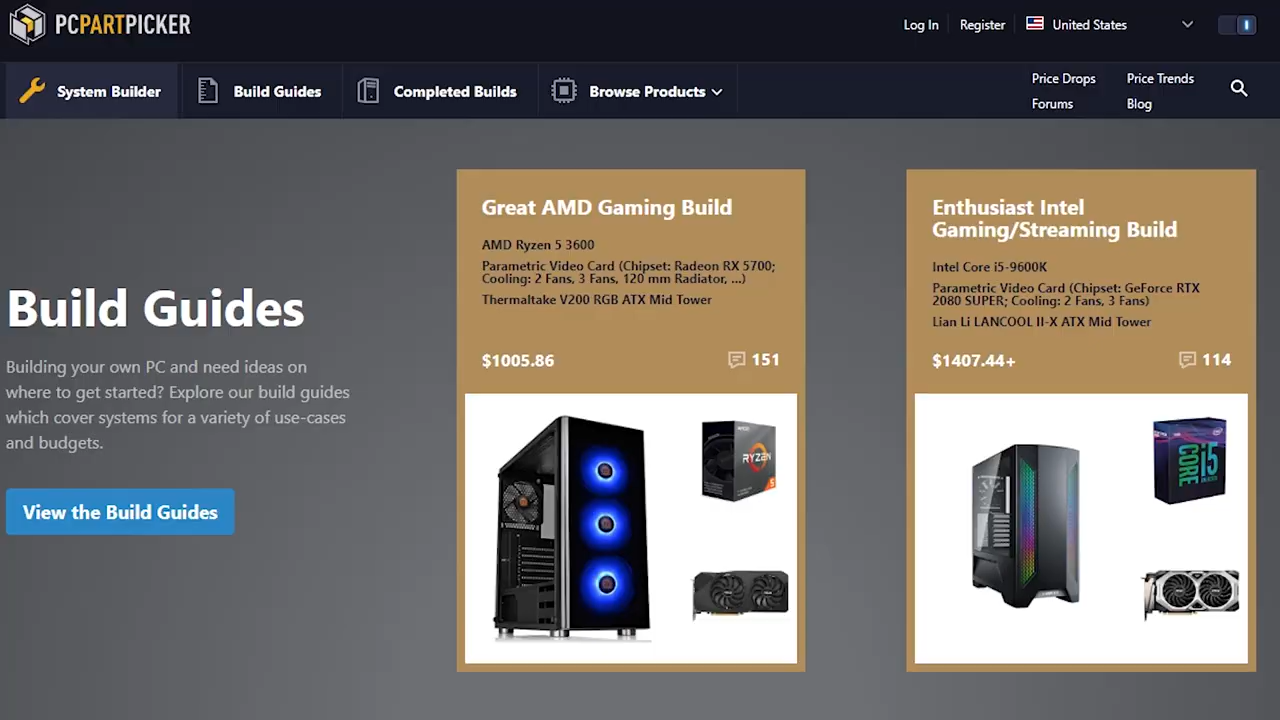 PCPARTPICKER
Log In
Register
United States
System Builder
Build Guides
Completed Builds
Browse Products
Price Drops
Price Trends
Forums
Blog
Build Guides
Building your own PC and need ideas on
where to get started? Explore our build guides
which cover systems for a variety of use-cases
and budgets.
View the Build Guides
Great AMD Gaming Build
AMD Ryzen 5 3600
Parametric Video Card (Chipset: Radeon RX 5700;
Cooling: 2 Fans, 3 Fans, 120 mm Radiator, ...)
Thermaltake V200 RGB ATX Mid Tower
$1005.86
151
RYZEN
5
Enthusiast Intel
Gaming/Streaming Build
Intel Core i5-9600K
Parametric Video Card (Chipset: GeForce RTX
2080 SUPER; Cooling: 2 Fans, 3 Fans)
Lian Li LANCOOL II-X ATX Mid Tower
$1407.44+
114
CORE i5